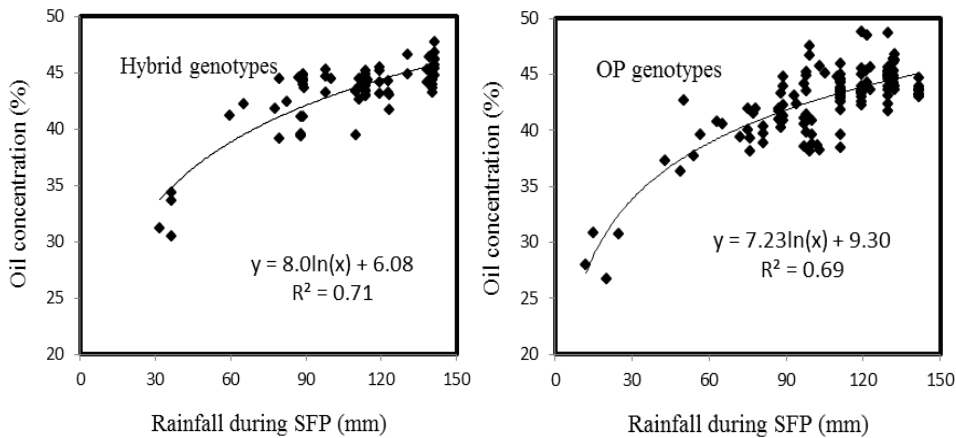 50
45
40
35
30
25
20
Oil concentration (%)
Hybrid genotypes
y = 8.0ln(x) + 6.08
R² = 0.71
0 30 60 90 120 150
Rainfall during SFP (mm)
50
45
40
35
30
25
20
Oil concentration (%)
OP genotypes
y = 7.23ln(x) + 9.30
R² = 0.69
0 30 60 90 120 150
Rainfall during SFP (mm)